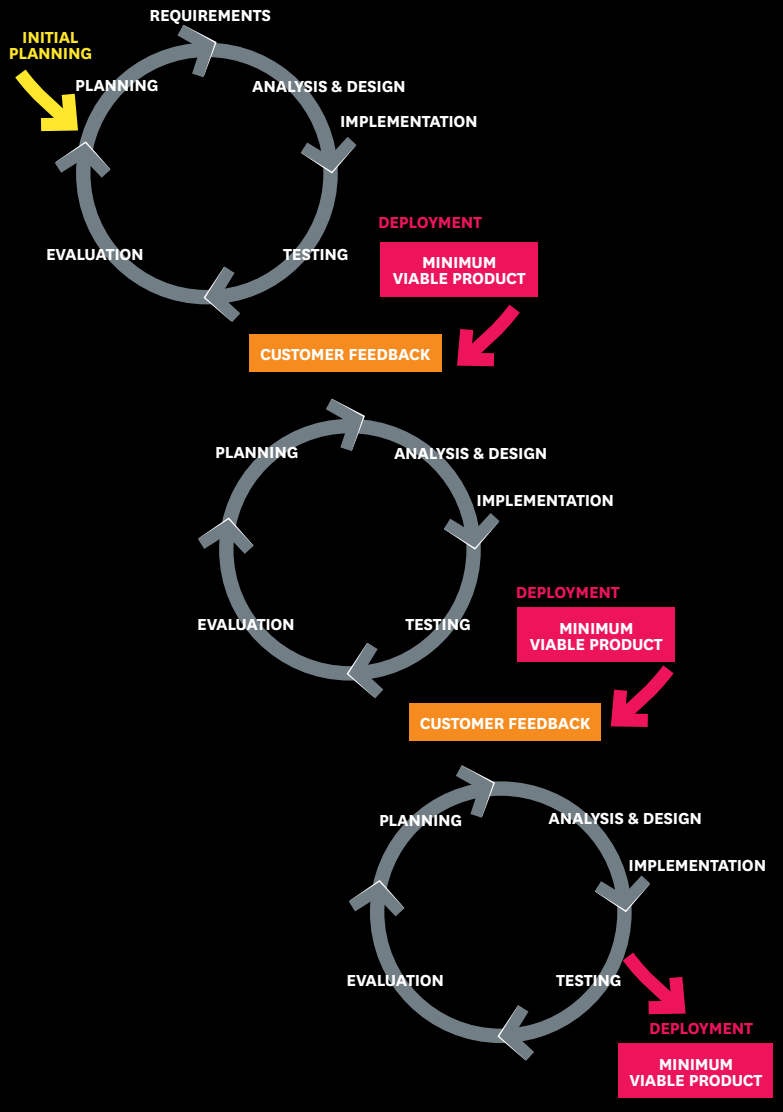 REQUIREMENTS
INITIAL
PLANNING
PLANNING
ANALYSIS & DESIGN
IMPLEMENTATION
EVALUATION
TESTING
DEPLOYMENT
MINIMUM
VIABLE PRODUCT
CUSTOMER FEEDBACK
PLANNING
ANALYSIS & DESIGN
IMPLEMENTATION
EVALUATION
TESTING
DEPLOYMENT
MINIMUM
VIABLE PRODUCT
CUSTOMER FEEDBACK
PLANNING
ANALYSIS & DESIGN
IMPLEMENTATION
EVALUATION
TESTING
DEPLOYMENT
MINIMUM
VIABLE PRODUCT